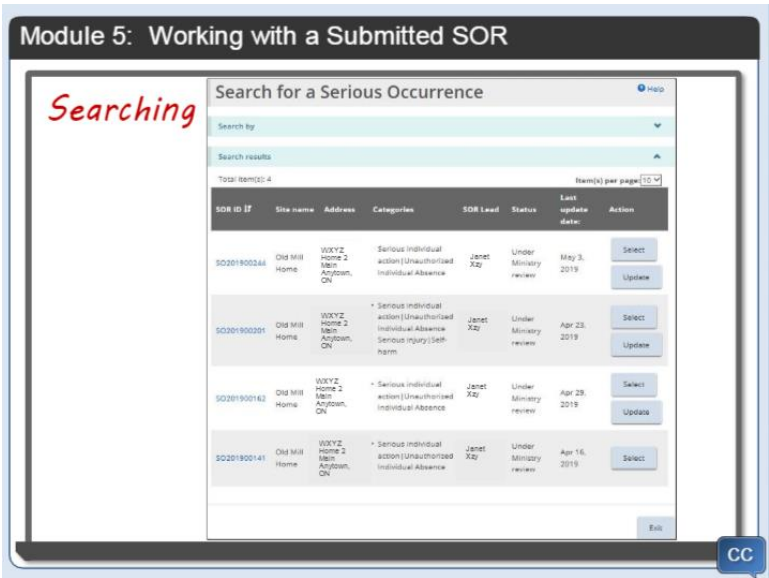 Module 5: Working with a Submitted SOR
Searching
Search for a Serious Occurrence
Help
Search by
Search results
Total Item(s): 4
Item(s) per page: 10
SOR ID
Site name
Address
Categories
SOR Lead
Status
Last update date:
Action
SO201900244
Old Mill Home
WXYZ Home 2 Main Anytown, ON
Serious Individual action | Unauthorized Individual Absence
Janet Xzy
Under Ministry review
May 3, 2019
Select
Update
SO201900201
Old Mill Home
WXYZ Home 2 Main Anytown, ON
• Serious Individual action | Unauthorized Individual Absence Serious Injury | Self-harm
Janet Xzy
Under Ministry review
Apr 23, 2019
Select
Update
SO201900162
Old Mill Home
WXYZ Home 2 Main Anytown, ON
• Serious Individual action | Unauthorized Individual Absence
Janet Xzy
Under Ministry review
Apr 29, 2019
Select
Update
SO201900141
Old Mill Home
WXYZ Home 2 Main Anytown, ON
• Serious Individual action | Unauthorized Individual Absence
Janet Xzy
Under Ministry review
Apr 16, 2019
Select
Exit
CC